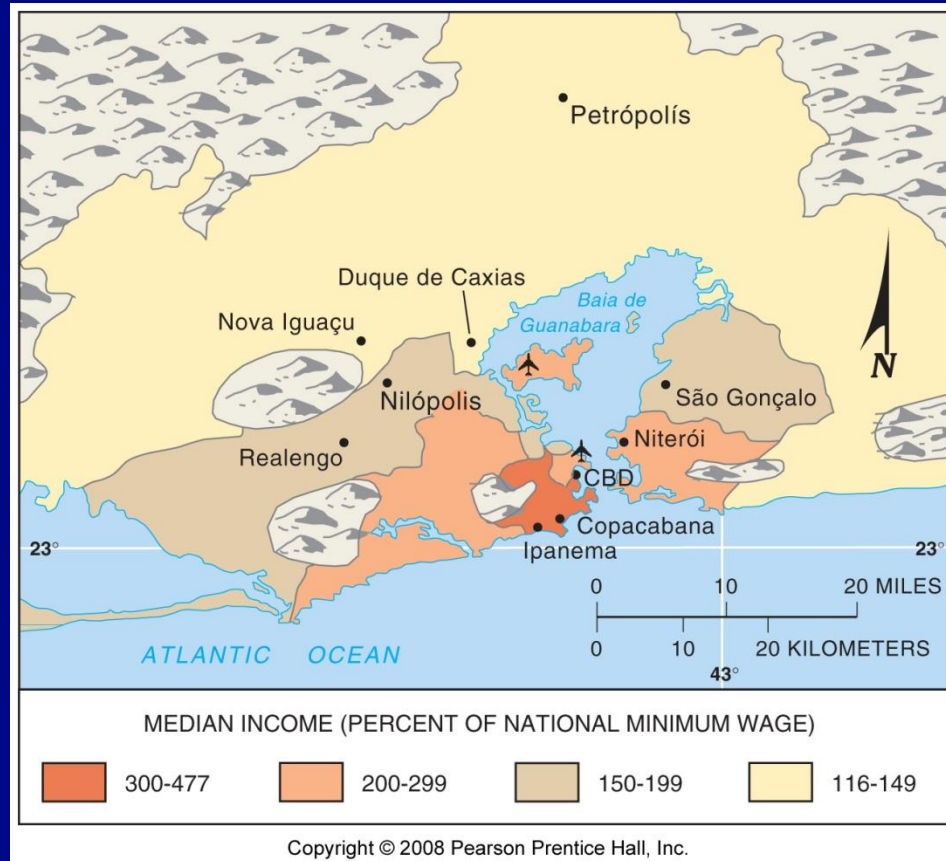 Petrópolís
Duque de Caxias
Baia de
Guanabara
Nova Iguaçu
N
Nilópolis
São Gonçalo
Realengo
Niterói
CBD
Copacabana
Ipanema
23°
23°
0 10 20 MILES
0 10 20 KILOMETERS
ATLANTIC OCEAN
43°
MEDIAN INCOME (PERCENT OF NATIONAL MINIMUM WAGE)
300-477 200-299 150-199 116-149
Copyright © 2008 Pearson Prentice Hall, Inc.